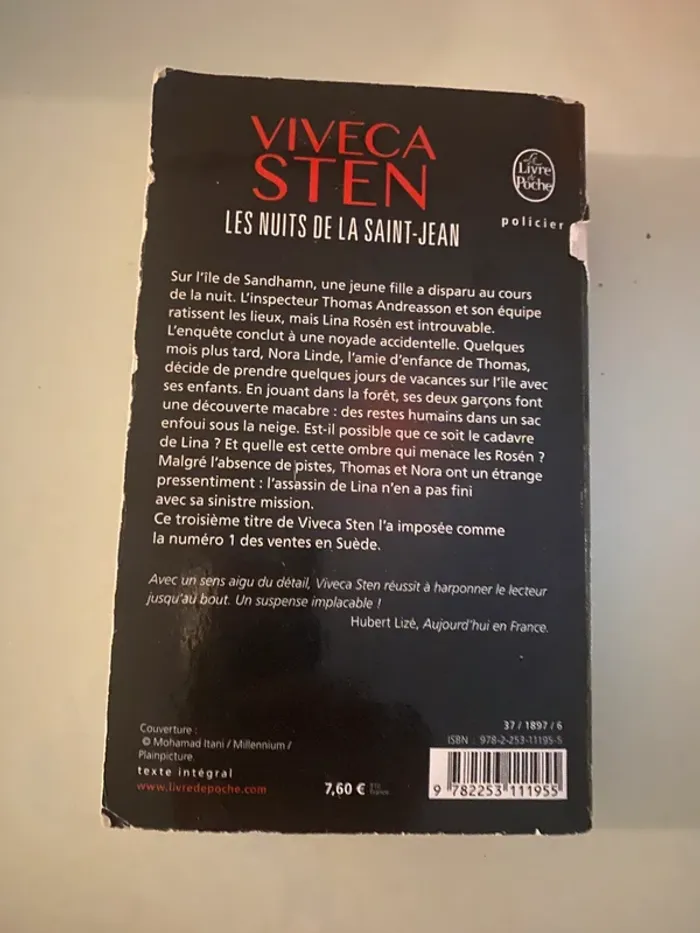 VIVECA
STEN
LES NUITS DE LA SAINT-JEAN
Le
Livre
de
Poche
policier
Sur l'île de Sandhamn, une jeune fille a disparu au cours
de la nuit. L'inspecteur Thomas Andreasson et son équipe
ratissent les lieux, mais Lina Rosén est introuvable.
L'enquête conclut à une noyade accidentelle. Quelques
mois plus tard, Nora Linde, l'amie d'enfance de Thomas,
décide de prendre quelques jours de vacances sur l'île avec
ses enfants. En jouant dans la forêt, ses deux garçons font
une découverte macabre : des restes humains dans un sac
enfoui sous la neige. Est-il possible que ce soit le cadavre
de Lina ? Et quelle est cette ombre qui menace les Rosén ?
Malgré l'absence de pistes, Thomas et Nora ont un étrange
pressentiment : l'assassin de Lina n'en a pas fini
avec sa sinistre mission.
Ce troisième titre de Viveca Sten l'a imposée comme
la numéro 1 des ventes en Suède.
Avec un sens aigu du détail, Viveca Sten réussit à harponner le lecteur
jusqu'au bout. Un suspense implacable !
Hubert Lizé, Aujourd'hui en France.
Couverture :
© Mohamad Itani / Millennium /
Plainpicture.
texte intégral
www.livredepoche.com
7,60 €
France
37 / 1897 / 6
ISBN : 978-2-253-11195-5
9 782253 111955